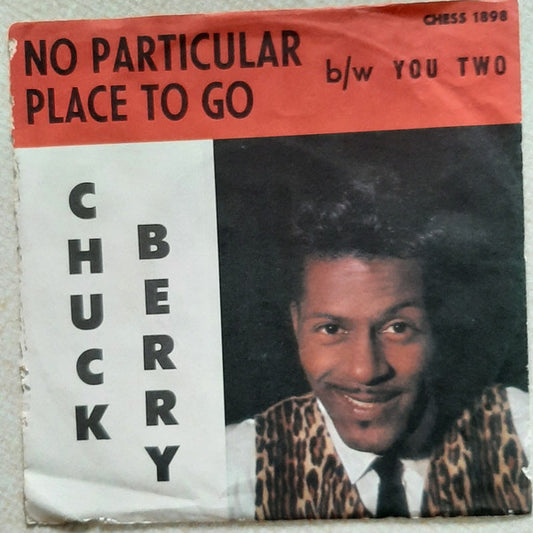 CHESS 1898
NO PARTICULAR
PLACE TO GO
b/w YOU TWO
CHUCK
BERRY